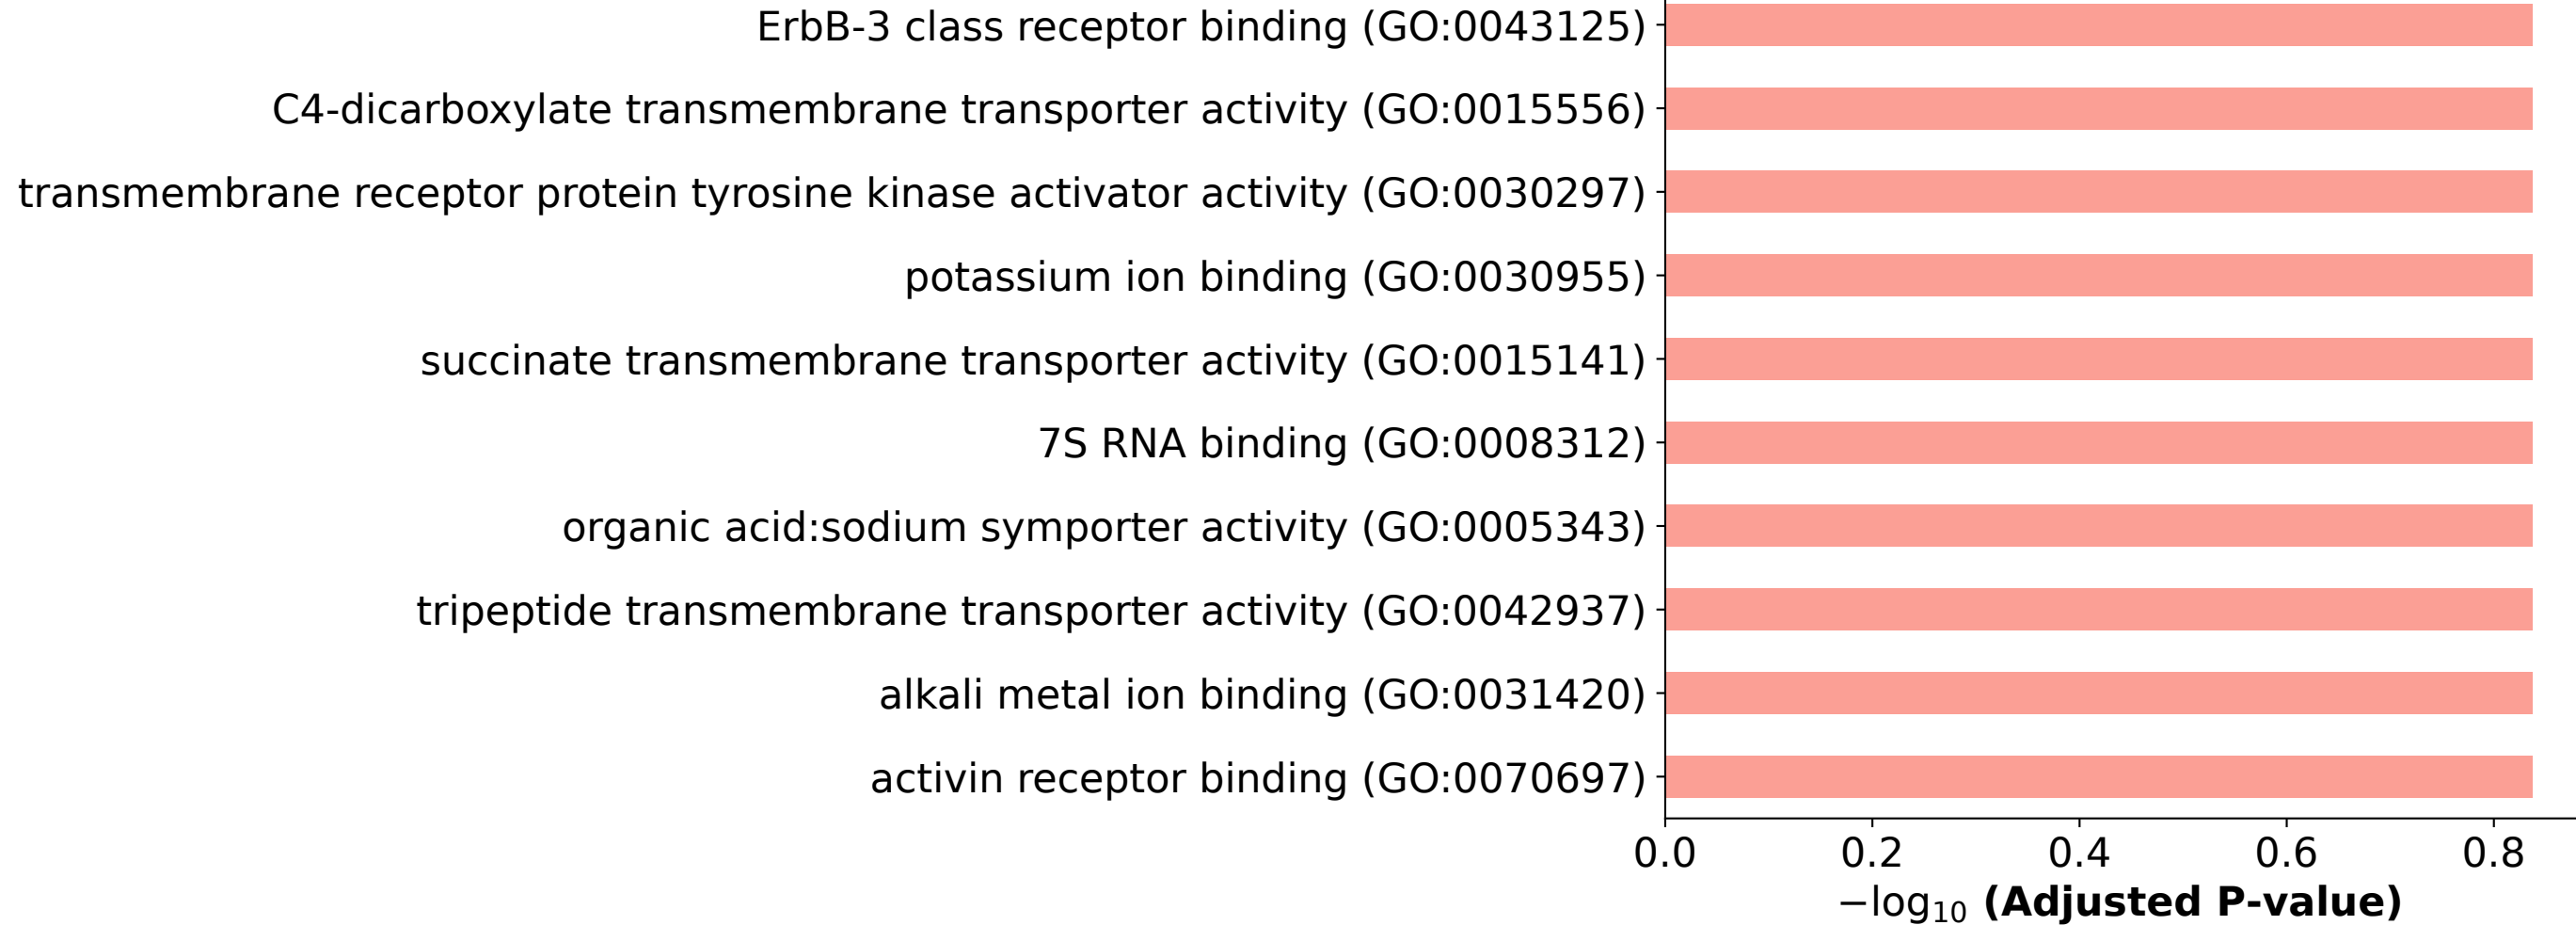 ErbB-3 class receptor binding (GO:0043125)
C4-dicarboxylate transmembrane transporter activity (GO:0015556)
transmembrane receptor protein tyrosine kinase activator activity (GO:0030297)
potassium ion binding (GO:0030955)
succinate transmembrane transporter activity (GO:0015141)
7S RNA binding (GO:0008312)
organic acid:sodium symporter activity (GO:0005343)
tripeptide transmembrane transporter activity (GO:0042937)
alkali metal ion binding (GO:0031420)
activin receptor binding (GO:0070697)
0.0 0.2 0.4 0.6 0.8
−log₁₀ (Adjusted P-value)